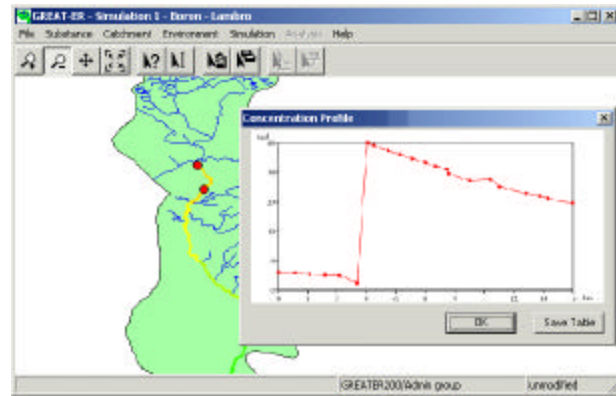 GREAT-ER - Simulation 1 - Boron - Lambro
File Substance Catchment Environment Simulation Analysis Help
Concentration Profile
OK Save Table
GREATER200/Admin group unmodified